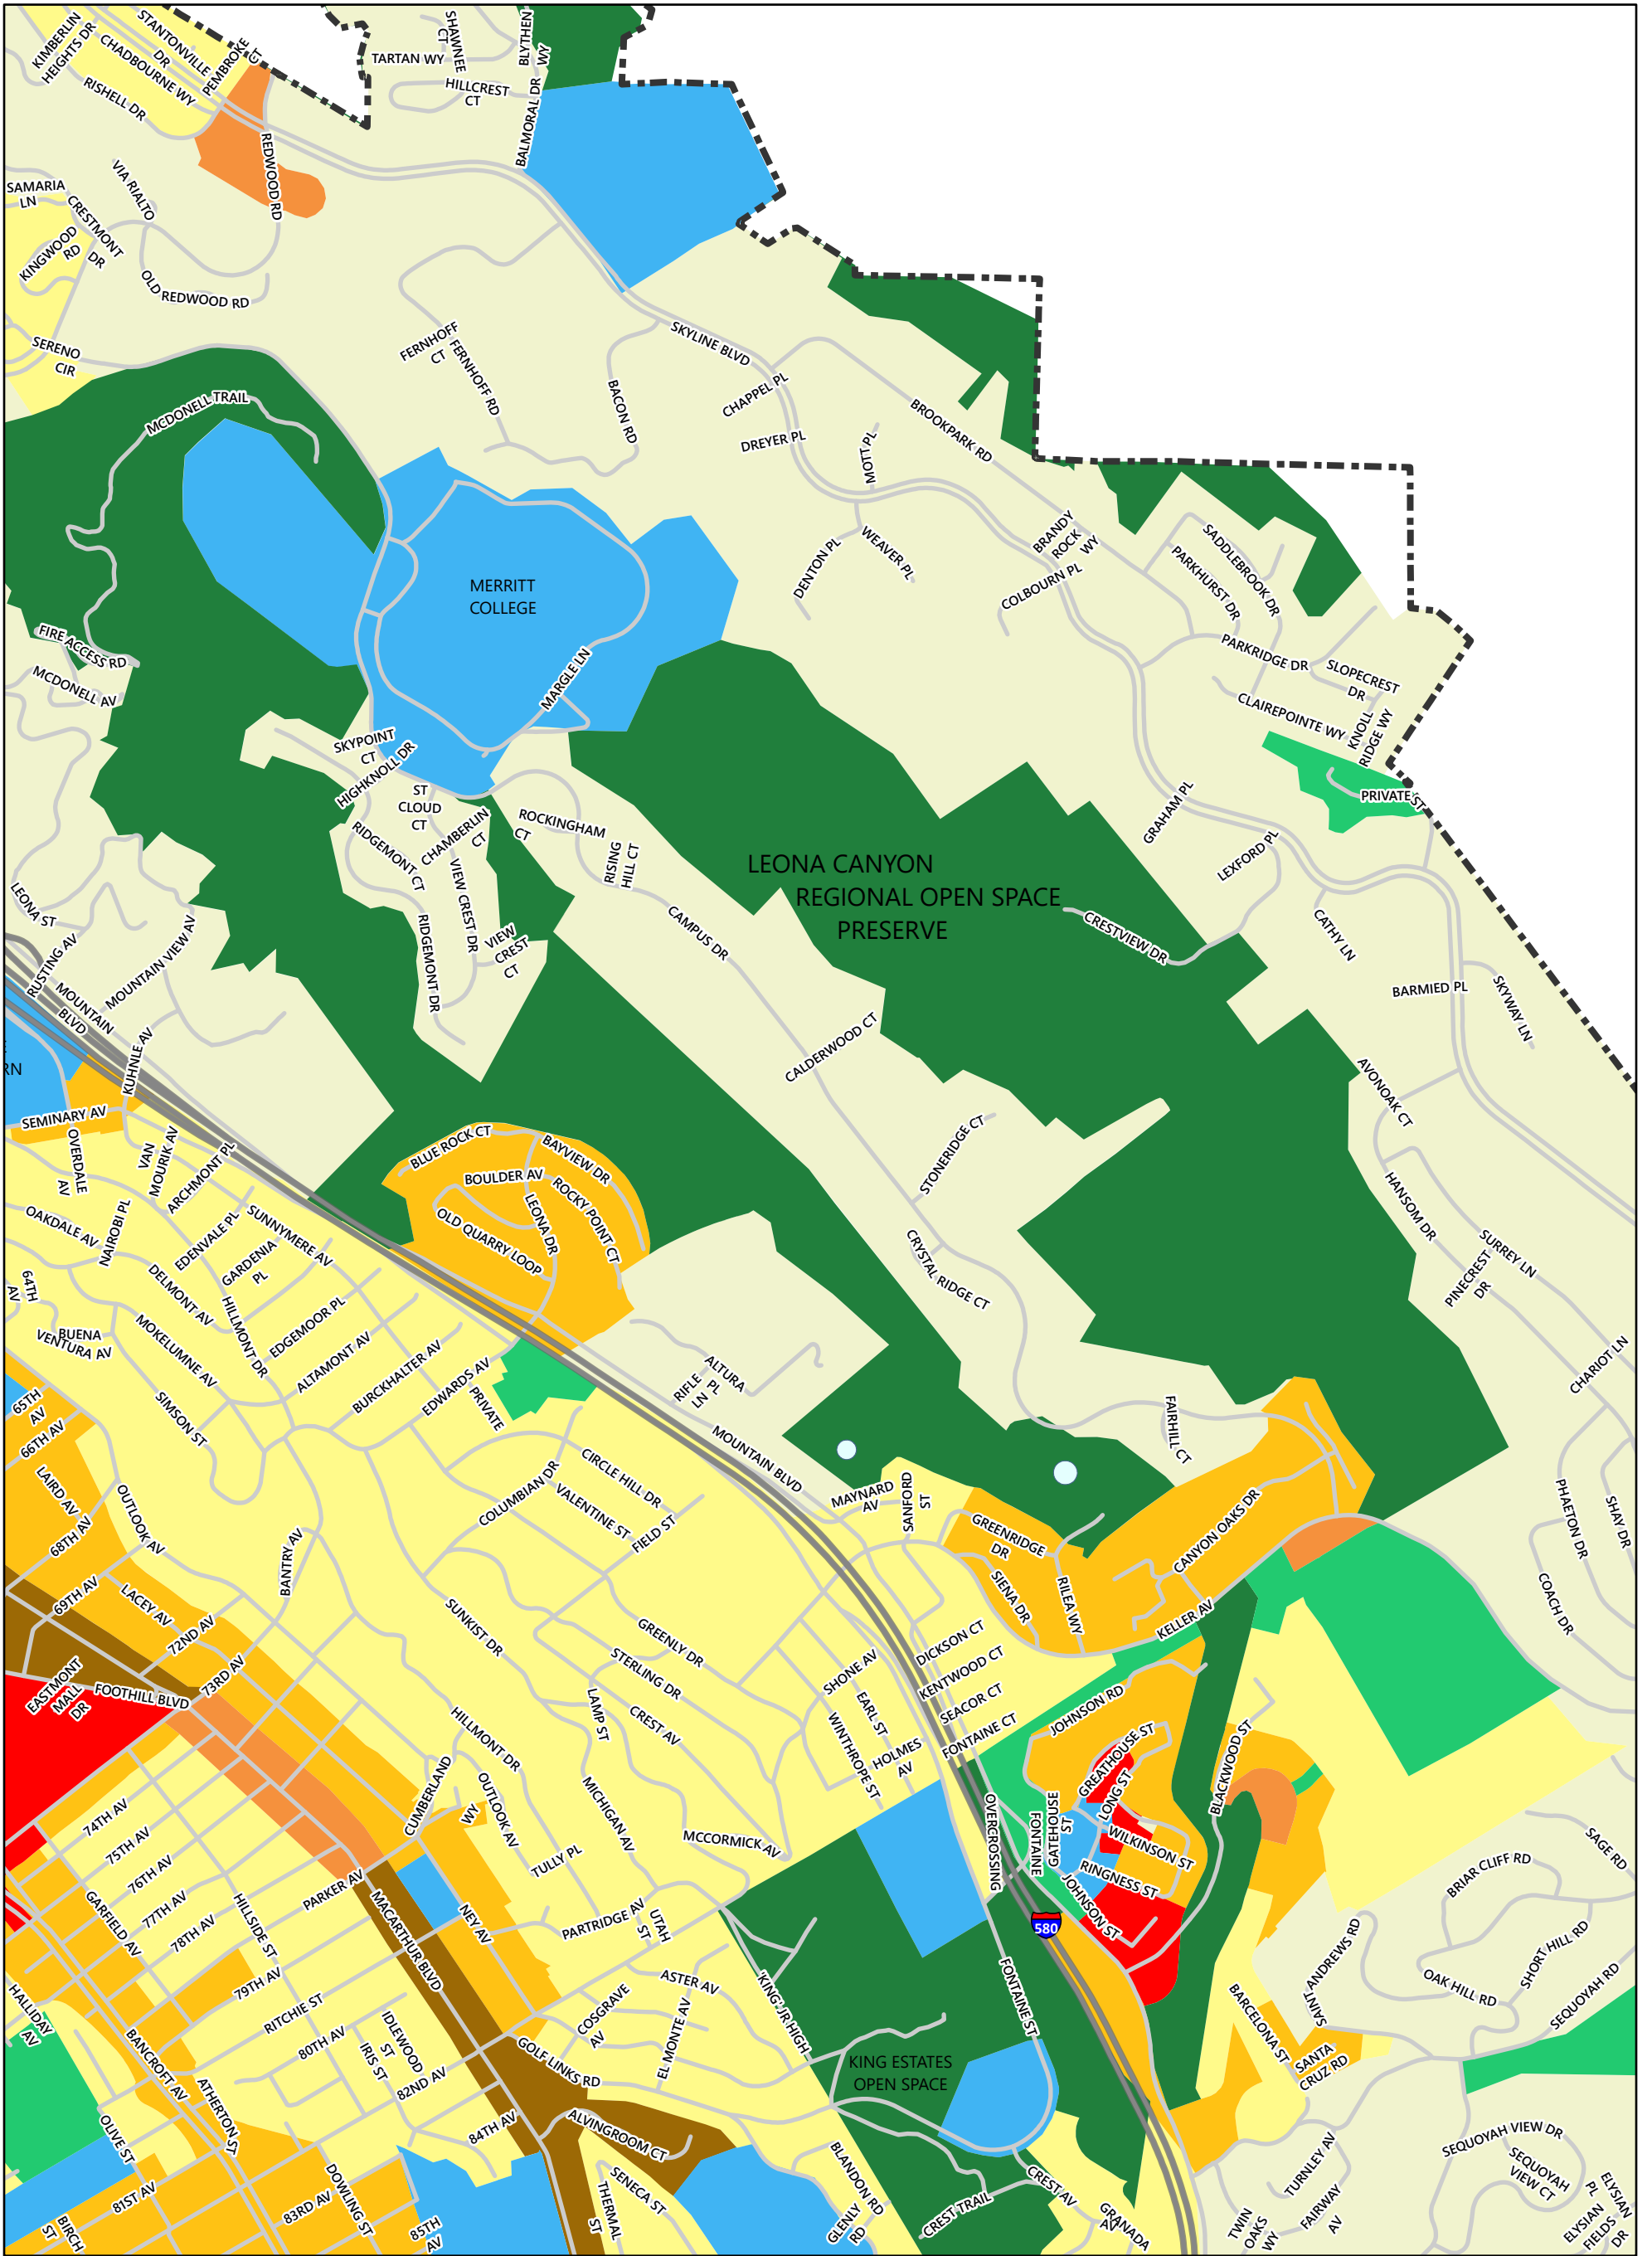 KIMBERLIN
HEIGHTS DR
STANTONVILLE
DR
CHADBOURNE WY
PEMBROKE
CT
RISHELL DR
TARTAN WY
SHAWNEE
CT
HILLCREST
CT
BLYTHEN
WY
BALMORAL DR
REDWOOD RD
SAMARIA
LN
VIA RIALTO
CRESTMONT
DR
KINGWOOD
RD
OLD
REDWOOD RD
SERENO
CIR
FERNHOFF
CT
FERNHOFF RD
BACON RD
SKYLINE BLVD
CHAPPEL PL
DREYER PL
MOTT PL
BROOKPARK RD
MCDONELL TRAIL
MERRITT
COLLEGE
MARGLE LN
DENTON PL
WEAVER PL
BRANDY
ROCK
WY
COLBOURN PL
SADDLEBROOK DR
PARKHURST DR
PARKRIDGE DR
SLOPECREST
DR
CLAIREPOINTE WY
KNOLL
RIDGE WY
PRIVATE
ST
FIRE ACCESS RD
MCDONELL AV
SKYPOINT
CT
HIGHKNOLL DR
ST
CLOUD
CT
CHAMBERLIN
CT
RIDGEMONT CT
VIEW CREST DR
RIDGEMONT DR
VIEW
CREST
CT
ROCKINGHAM
CT
RISING
HILL CT
CAMPUS DR
LEONA CANYON
REGIONAL OPEN SPACE
PRESERVE
GRAHAM PL
LEXFORD PL
CRESTVIEW DR
CATHY LN
BARMIED PL
SKYWAY LN
LEONA ST
RUSTING AV
MOUNTAIN
BLVD
MOUNTAIN VIEW AV
KUHNLE AV
RN
SEMINARY AV
OVERDALE
AV
VAN
MOURIK AV
ARCHMONT PL
CALDERWOOD CT
STONERIDGE CT
CRYSTAL RIDGE CT
AVONOAK CT
HANSOM DR
SURREY LN
PINECREST
DR
CHARIOT LN
BLUE ROCK CT
BAYVIEW DR
BOULDER AV
LEONA DR
ROCKY POINT CT
OLD QUARRY LOOP
OAKDALE AV
NAIROBI PL
EDENVALE PL
SUNNYMERE AV
GARDENIA
PL
DELMONT AV
HILLMONT DR
EDGEMOOR PL
64TH
AV
BUENA
VENTURA AV
MOKELUMNE AV
ALTAMONT AV
BURCKHALTER AV
EDWARDS AV
PRIVATE
SIMSON ST
RIFLE
LN
ALTURA
PL
MOUNTAIN BLVD
FAIRHILL CT
65TH
AV
66TH AV
LAIRD AV
68TH AV
OUTLOOK AV
BANTRY AV
COLUMBIAN DR
CIRCLE HILL DR
VALENTINE ST
FIELD ST
MAYNARD
AV
SANFORD
ST
GREENRIDGE
DR
SIENA DR
RILEA WY
CANYON OAKS DR
KELLER AV
PHAETON DR
SHAY DR
COACH DR
69TH AV
LACEY AV
72ND AV
73RD AV
EASTMONT
MALL
DR
FOOTHILL BLVD
SUNKIST DR
GREENLY DR
STERLING DR
CREST AV
LAMP ST
SHONE AV
EARL ST
WINTHROPE ST
HOLMES
AV
DICKSON CT
KENTWOOD CT
SEACOR CT
FONTAINE CT
JOHNSON RD
GREATHOUSE ST
LONG ST
BLACKWOOD ST
GATEHOUSE
ST
FONTAINE
OVERCROSSING
WILKINSON ST
RINGNESS ST
JOHNSON ST
580
HILLMONT DR
CUMBERLAND
WY
OUTLOOK AV
MICHIGAN AV
MCCORMICK AV
TULLY PL
74TH AV
75TH AV
76TH AV
77TH AV
78TH AV
79TH AV
GARFIELD AV
HILLSIDE ST
PARKER AV
MACARTHUR BLVD
NEY AV
PARTRIDGE AV
UTAH
ST
ASTER AV
COSGRAVE
AV
EL MONTE AV
'KING' JR HIGH
FONTAINE ST
KING ESTATES
OPEN SPACE
SAGE RD
BRIAR CLIFF RD
SHORT HILL RD
SAINT
ANDREWS RD
OAK HILL RD
SEQUOYAH RD
BARCELONA ST
SANTA
CRUZ RD
HALLIDAY
AV
RITCHIE ST
80TH AV
IDLEWOOD
ST
IRIS ST
82ND AV
GOLF LINKS RD
BANCROFT AV
ATHERTON ST
OLIVE ST
84TH AV
ALVINGROOM CT
SENECA ST
THERMAL
ST
81ST AV
83RD AV
DOWLING ST
85TH
AV
BIRCH
ST
BLANDON RD
GLENLY
RD
CREST TRAIL
CREST AV
GRANADA
AV
TURNLEY AV
FAIRWAY
AV
TWIN
OAKS
WY
SEQUOYAH VIEW DR
SEQUOYAH
VIEW CT
ELYSIAN
PL
ELYSIAN
FIELDS
DR